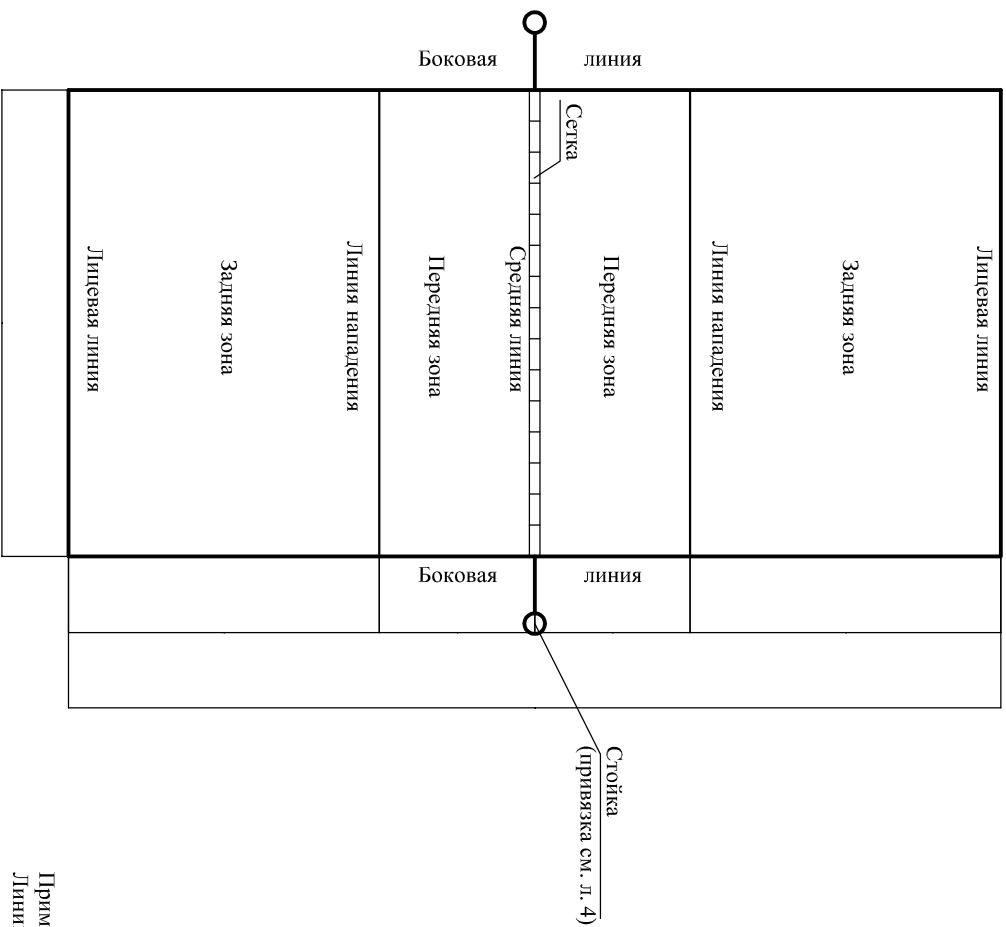 Боковая линия
Сетка
Лицевая линия
Задняя зона
Линия нападения
Передняя зона
Средняя линия
Передняя зона
Линия нападения
Задняя зона
Лицевая линия
Боковая линия
Стойка
(привязка см. л. 4)